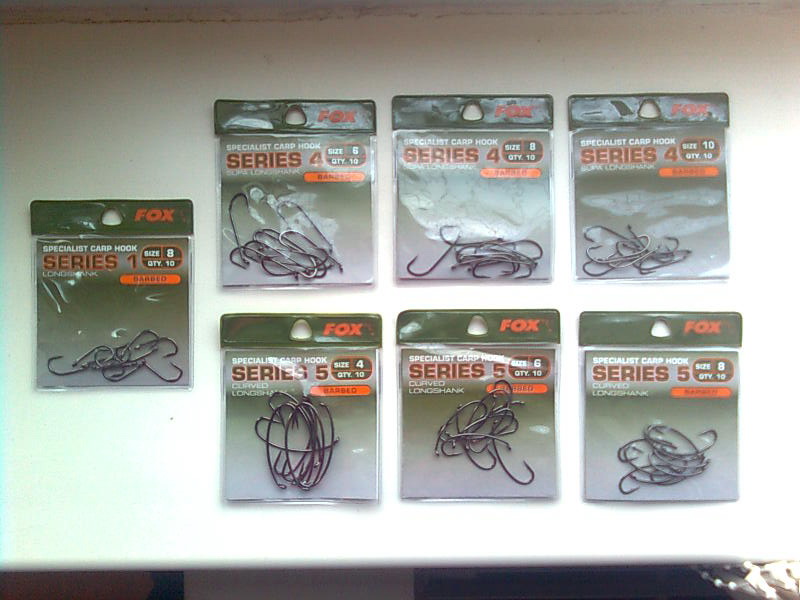 FOX
SPECIALIST CARP HOOK
SERIES 1
SIZE 8
QTY. 10
LONGSHANK
BARBED
FOX
SPECIALIST CARP HOOK
SERIES 4
SIZE 6
QTY. 10
SUPA LONGSHANK
BARBED
FOX
SPECIALIST CARP HOOK
SERIES 4
SIZE 8
QTY. 10
SUPA LONGSHANK
BARBED
FOX
SPECIALIST CARP HOOK
SERIES 4
SIZE 10
QTY. 10
SUPA LONGSHANK
BARBED
FOX
SPECIALIST CARP HOOK
SERIES 5
SIZE 4
QTY. 10
CURVED
LONGSHANK
BARBED
FOX
SPECIALIST CARP HOOK
SERIES 5
SIZE 6
QTY. 10
CURVED
LONGSHANK
BARBED
FOX
SPECIALIST CARP HOOK
SERIES 5
SIZE 8
QTY. 10
CURVED
LONGSHANK
BARBED